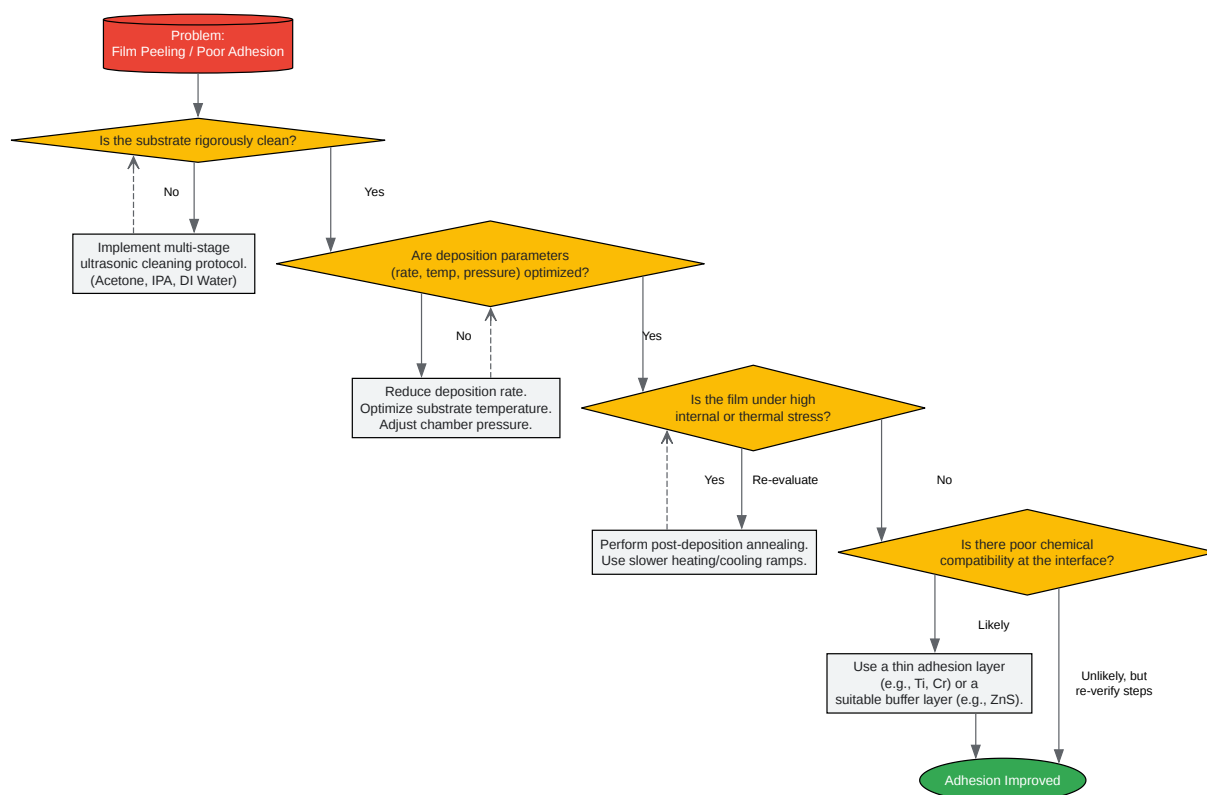 Problem:
Film Peeling / Poor Adhesion
Is the substrate rigorously clean?
No
Yes
Implement multi-stage
ultrasonic cleaning protocol.
(Acetone, IPA, DI Water)
Are deposition parameters
(rate, temp, pressure) optimized?
No
Yes
Reduce deposition rate.
Optimize substrate temperature.
Adjust chamber pressure.
Is the film under high
internal or thermal stress?
Yes
Re-evaluate
No
Perform post-deposition annealing.
Use slower heating/cooling ramps.
Is there poor chemical
compatibility at the interface?
Likely
Unlikely, but
re-verify steps
Use a thin adhesion layer
(e.g., Ti, Cr) or a
suitable buffer layer (e.g., ZnS).
Adhesion Improved